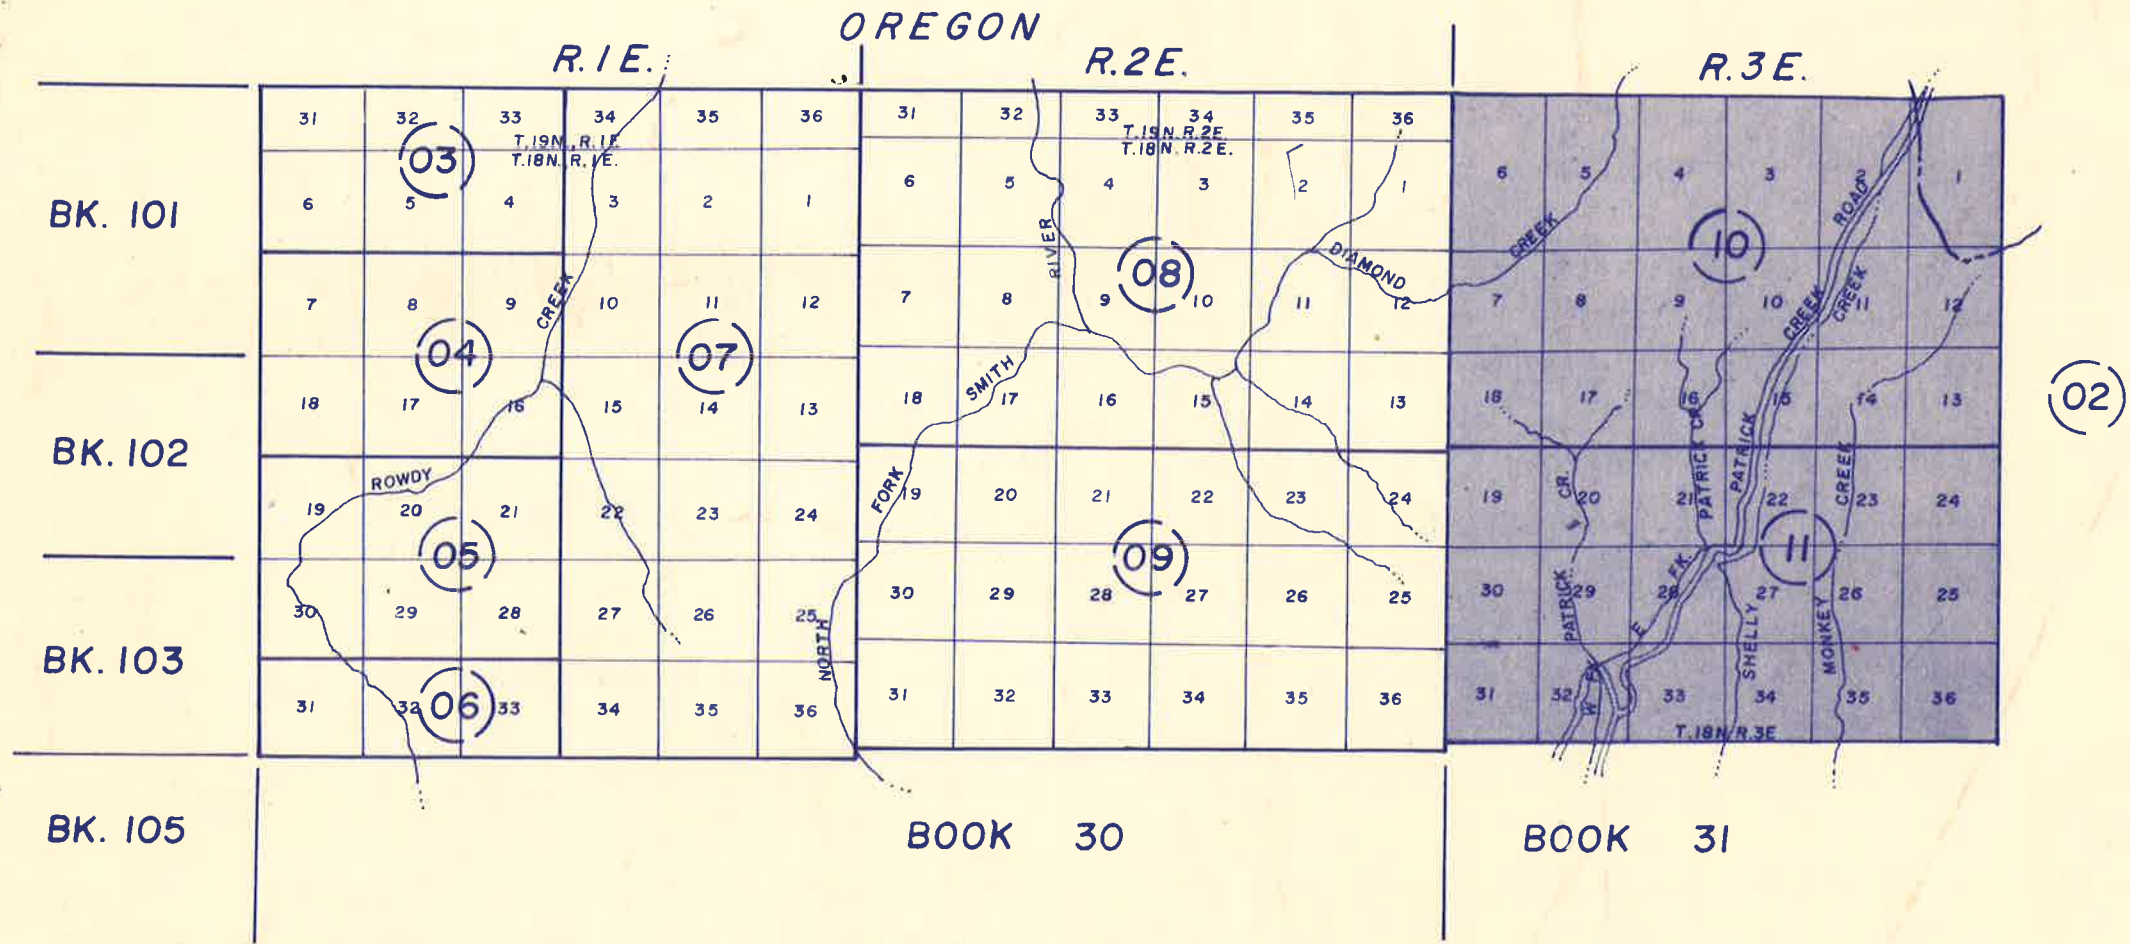 OREGON
R.1E. R.2E. R.3E.
31 32 33 34 35 36 31 32 33 34 35 36
T.19N., R.1E. T.19N. R.2E.
T.18N. R.1E. T.18N. R.2E.
03
6 5 4 3 2 1 6 5 4 3 2 1 6 5 4 3 2 1
BK. 101
RIVER CREEK ROAD
08 DIAMOND 10
7 8 9 10 11 12 7 8 9 10 11 12 7 8 9 10 11 12
CREEK CREEK CREEK
04 07 SMITH
18 17 16 15 14 13 18 17 16 15 14 13 18 17 16 15 14 13
02
BK. 102
ROWDY FORK CR. PATRICK CR. PATRICK CREEK
19 20 21 22 23 24 19 20 21 22 23 24 19 20 21 22 23 24
05 09 11
30 29 28 27 26 25 30 29 28 27 26 25 30 29 28 27 26 25
NORTH PATRICK E. FK. SHELLY MONKEY
BK. 103
31 32 33 34 35 36 31 32 33 34 35 36 31 32 33 34 35 36
06 W. FK.
T.18N. R.3E
BK. 105 BOOK 30 BOOK 31